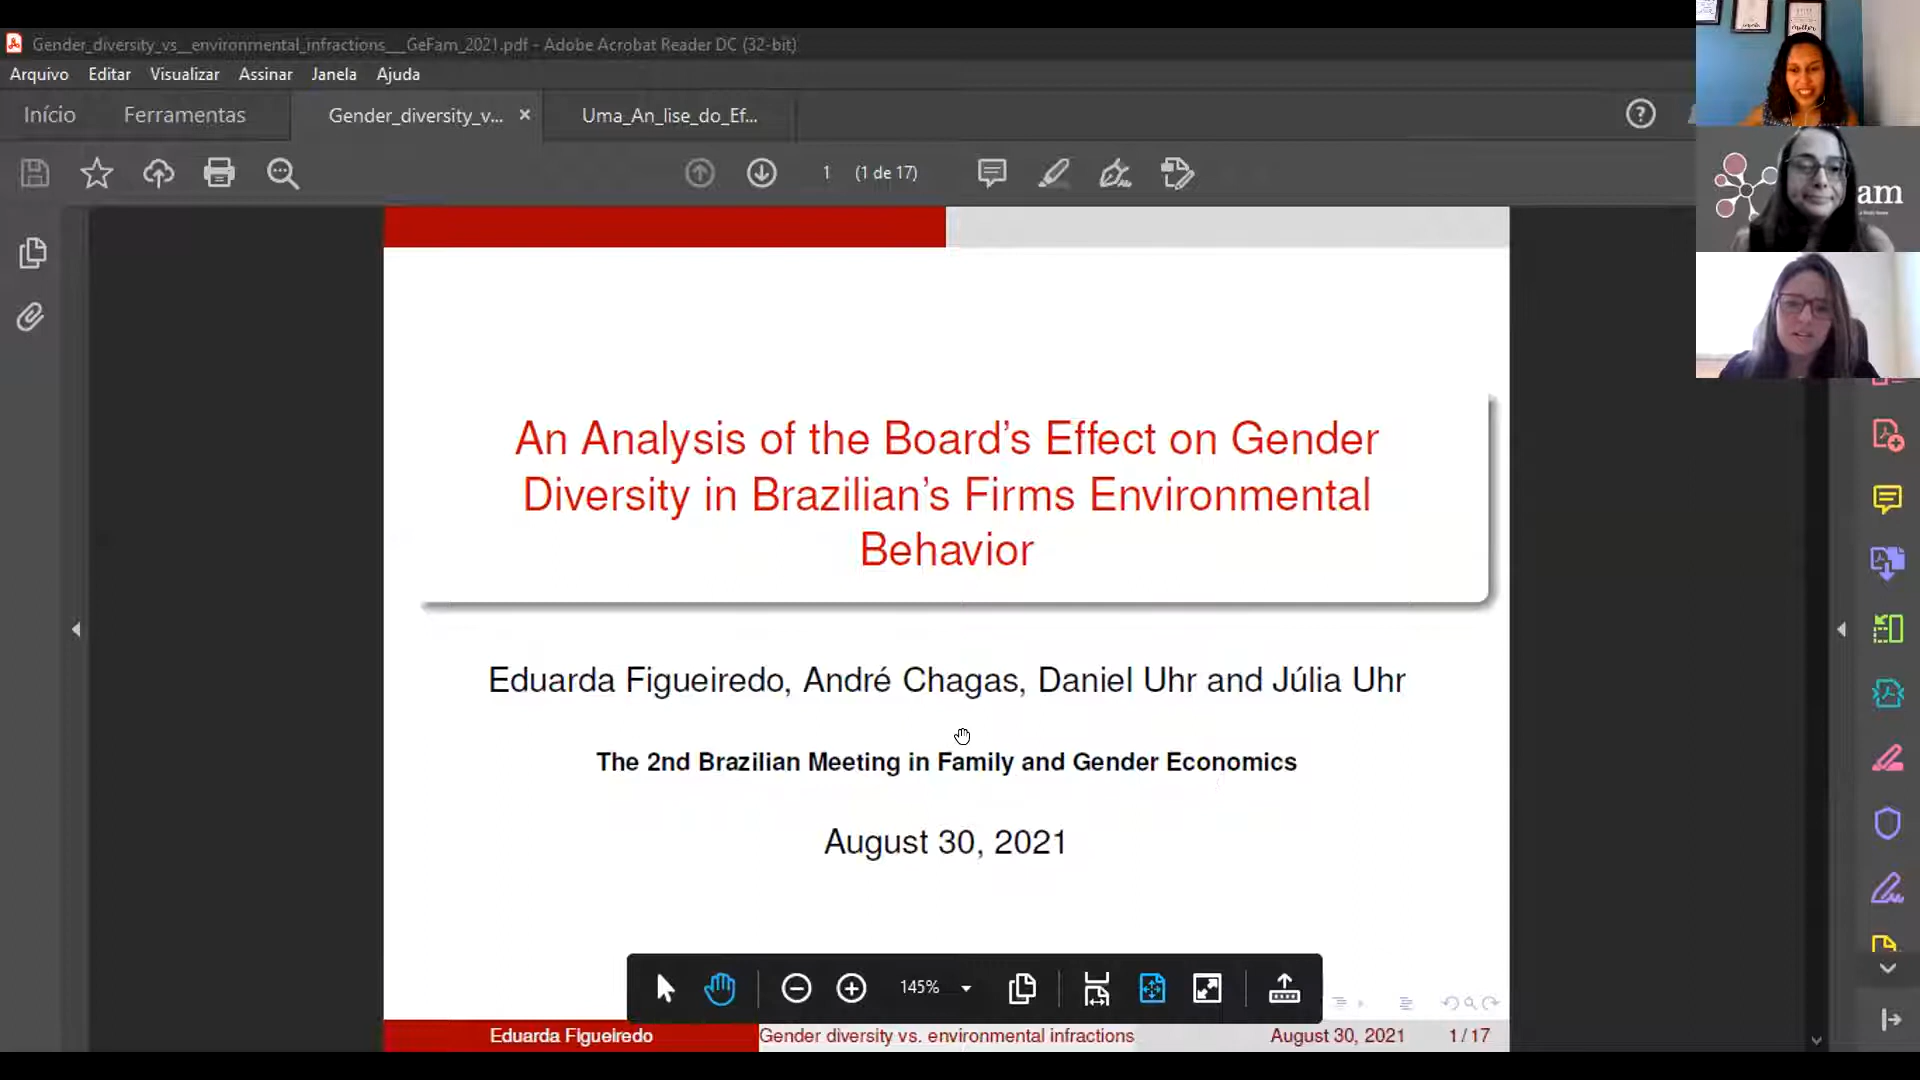 Gender_diversity_vs__environmental_infractions___GeFam_2021.pdf - Adobe Acrobat Reader DC (32-bit)
Arquivo Editar Visualizar Assinar Janela Ajuda
Início Ferramentas Gender_diversity_v... × Uma_An_lise_do_Ef...
1 (1 de 17)
am
An Analysis of the Board's Effect on Gender
Diversity in Brazilian's Firms Environmental
Behavior
Eduarda Figueiredo, André Chagas, Daniel Uhr and Júlia Uhr
The 2nd Brazilian Meeting in Family and Gender Economics
August 30, 2021
145%
Eduarda Figueiredo Gender diversity vs. environmental infractions August 30, 2021 1 / 17